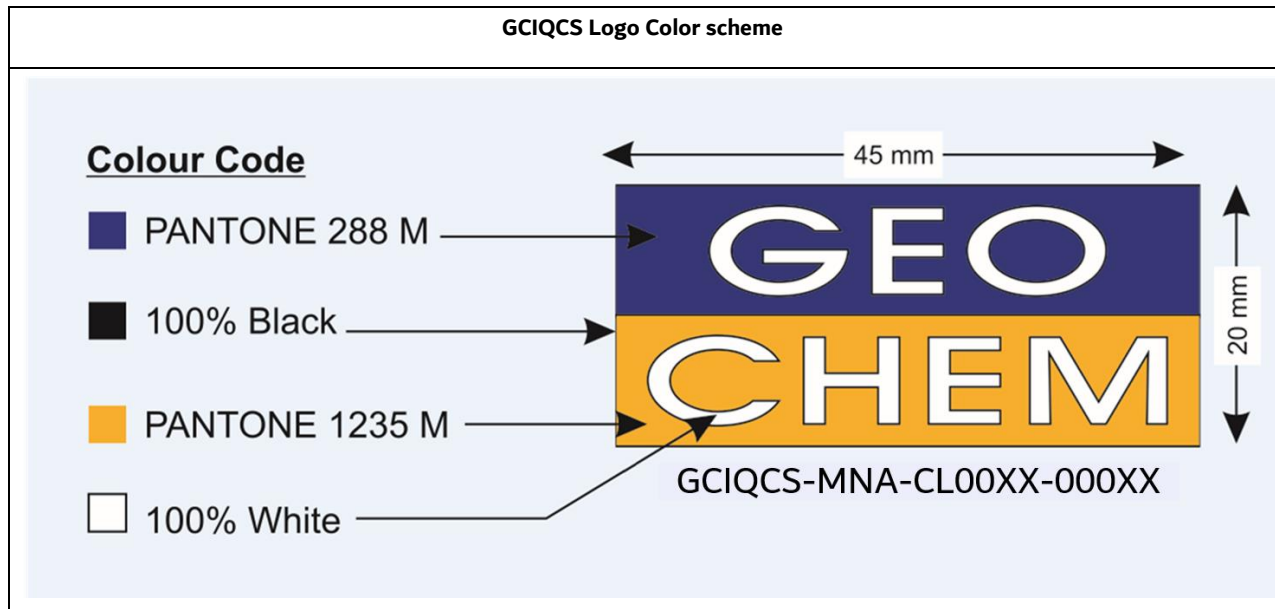 GCIQCS Logo Color scheme
Colour Code
PANTONE 288 M
100% Black
PANTONE 1235 M
100% White
45 mm
GEO
CHEM
20 mm
GCIQCS-MNA-CL00XX-000XX